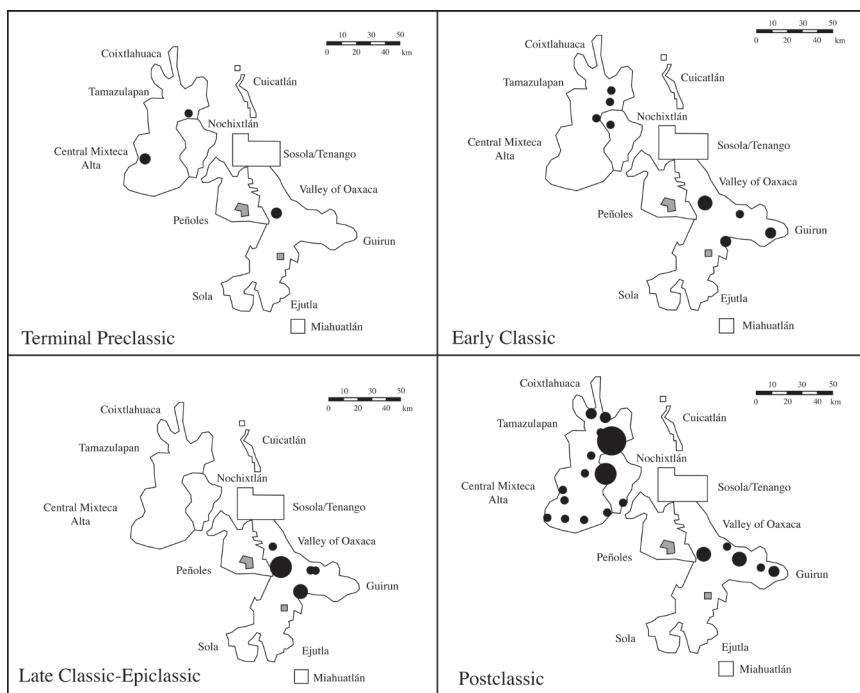 0 10 30 50
20 40 km
Coixtlahuaca
Cuicatlán
Tamazulapan
Nochixtlán
Central Mixteca
Alta
Sosola/Tenango
Valley of Oaxaca
Peñoles
Guirun
Sola
Ejutla
Miahuatlán
Terminal Preclassic
0 10 30 50
20 40 km
Coixtlahuaca
Cuicatlán
Tamazulapan
Nochixtlán
Central Mixteca
Alta
Sosola/Tenango
Valley of Oaxaca
Peñoles
Guirun
Sola
Ejutla
Miahuatlán
Early Classic
0 10 30 50
20 40 km
Coixtlahuaca
Cuicatlán
Tamazulapan
Nochixtlán
Central Mixteca
Alta
Sosola/Tenango
Valley of Oaxaca
Peñoles
Guirun
Sola
Ejutla
Miahuatlán
Late Classic-Epiclassic
0 10 30 50
20 40 km
Coixtlahuaca
Cuicatlán
Tamazulapan
Nochixtlán
Central Mixteca
Alta
Sosola/Tenango
Valley of Oaxaca
Peñoles
Guirun
Sola
Ejutla
Miahuatlán
Postclassic